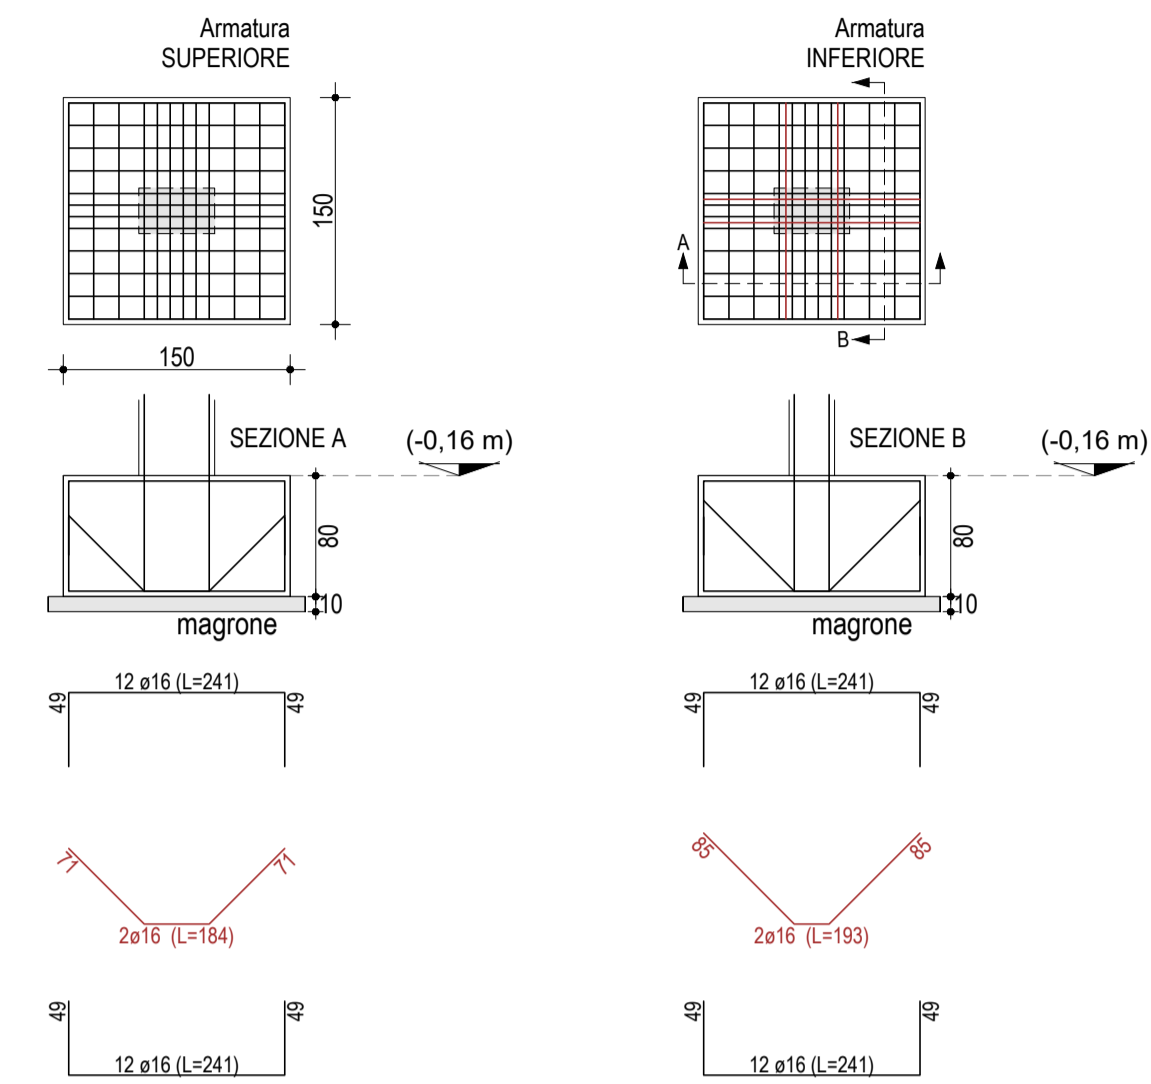 Armatura
SUPERIORE
150
150
Armatura
INFERIORE
A
B
SEZIONE A
(-0,16 m)
80
10
magrone
SEZIONE B
(-0,16 m)
80
10
magrone
12 ø16 (L=241)
49
49
12 ø16 (L=241)
49
49
71
71
2ø16 (L=184)
85
85
2ø16 (L=193)
49
49
12 ø16 (L=241)
49
49
12 ø16 (L=241)